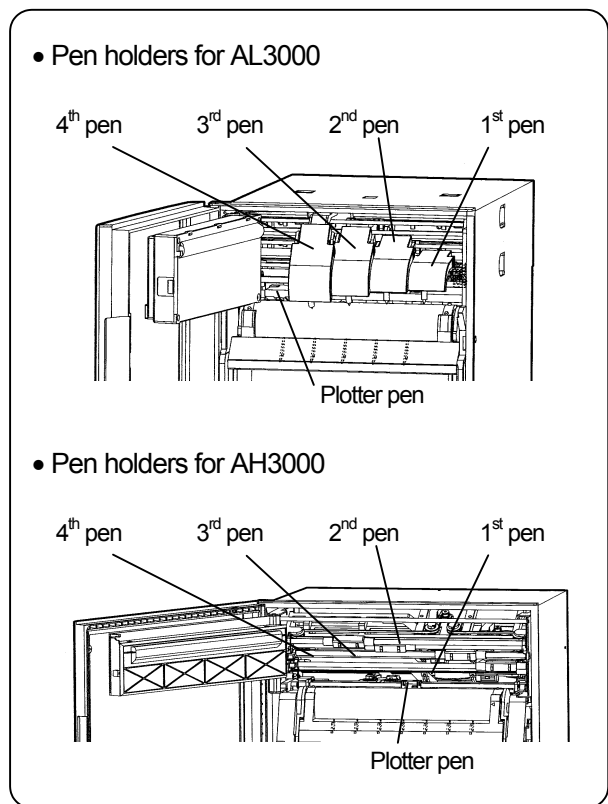 • Pen holders for AL3000
4th pen 3rd pen 2nd pen 1st pen
Plotter pen
• Pen holders for AH3000
4th pen 3rd pen 2nd pen 1st pen
Plotter pen